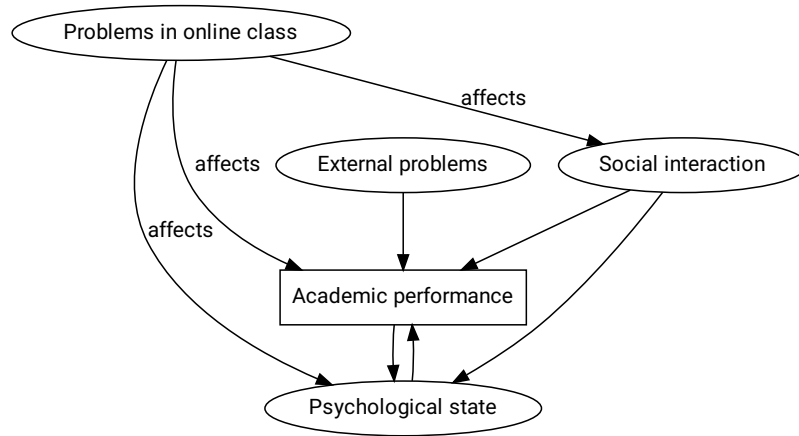 Problems in online class
affects
affects
External problems
Social interaction
affects
Academic performance
Psychological state